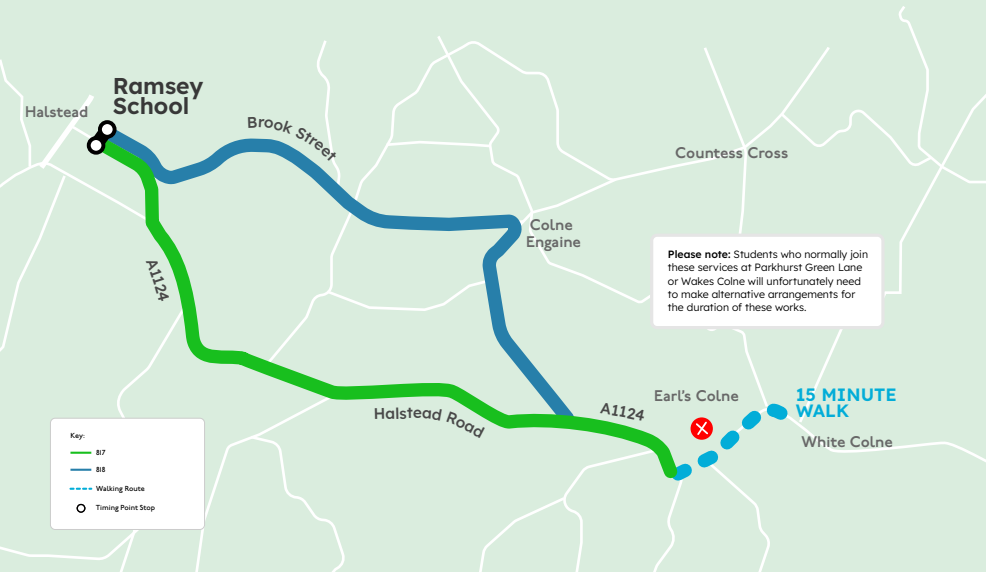 Ramsey
School
Halstead
Brook Street
Countess Cross
Colne
Engaine
Please note: Students who normally join
these services at Parkhurst Green Lane
or Wakes Colne will unfortunately need
to make alternative arrangements for
the duration of these works.
A1124
Earl's Colne
15 MINUTE
WALK
A1124
Halstead Road
White Colne
Key:
817
818
Walking Route
Timing Point Stop